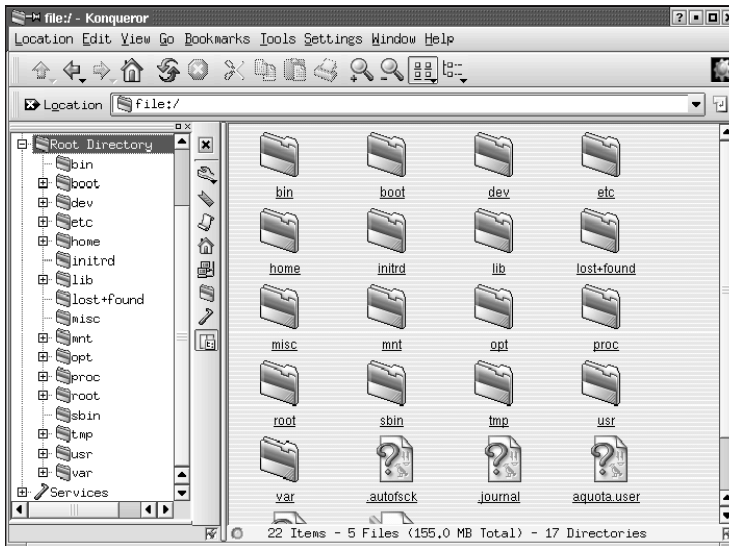 file:/ - Konqueror
Location Edit View Go Bookmarks Tools Settings Window Help
Location file:/
Root Directory
bin
boot
dev
etc
home
initrd
lib
lost+found
misc
mnt
opt
proc
root
sbin
tmp
usr
var
Services
bin boot dev etc
home initrd lib lost+found
misc mnt opt proc
root sbin tmp usr
var .autofsck .journal aquota.user
22 Items - 5 Files (155.0 MB Total) - 17 Directories